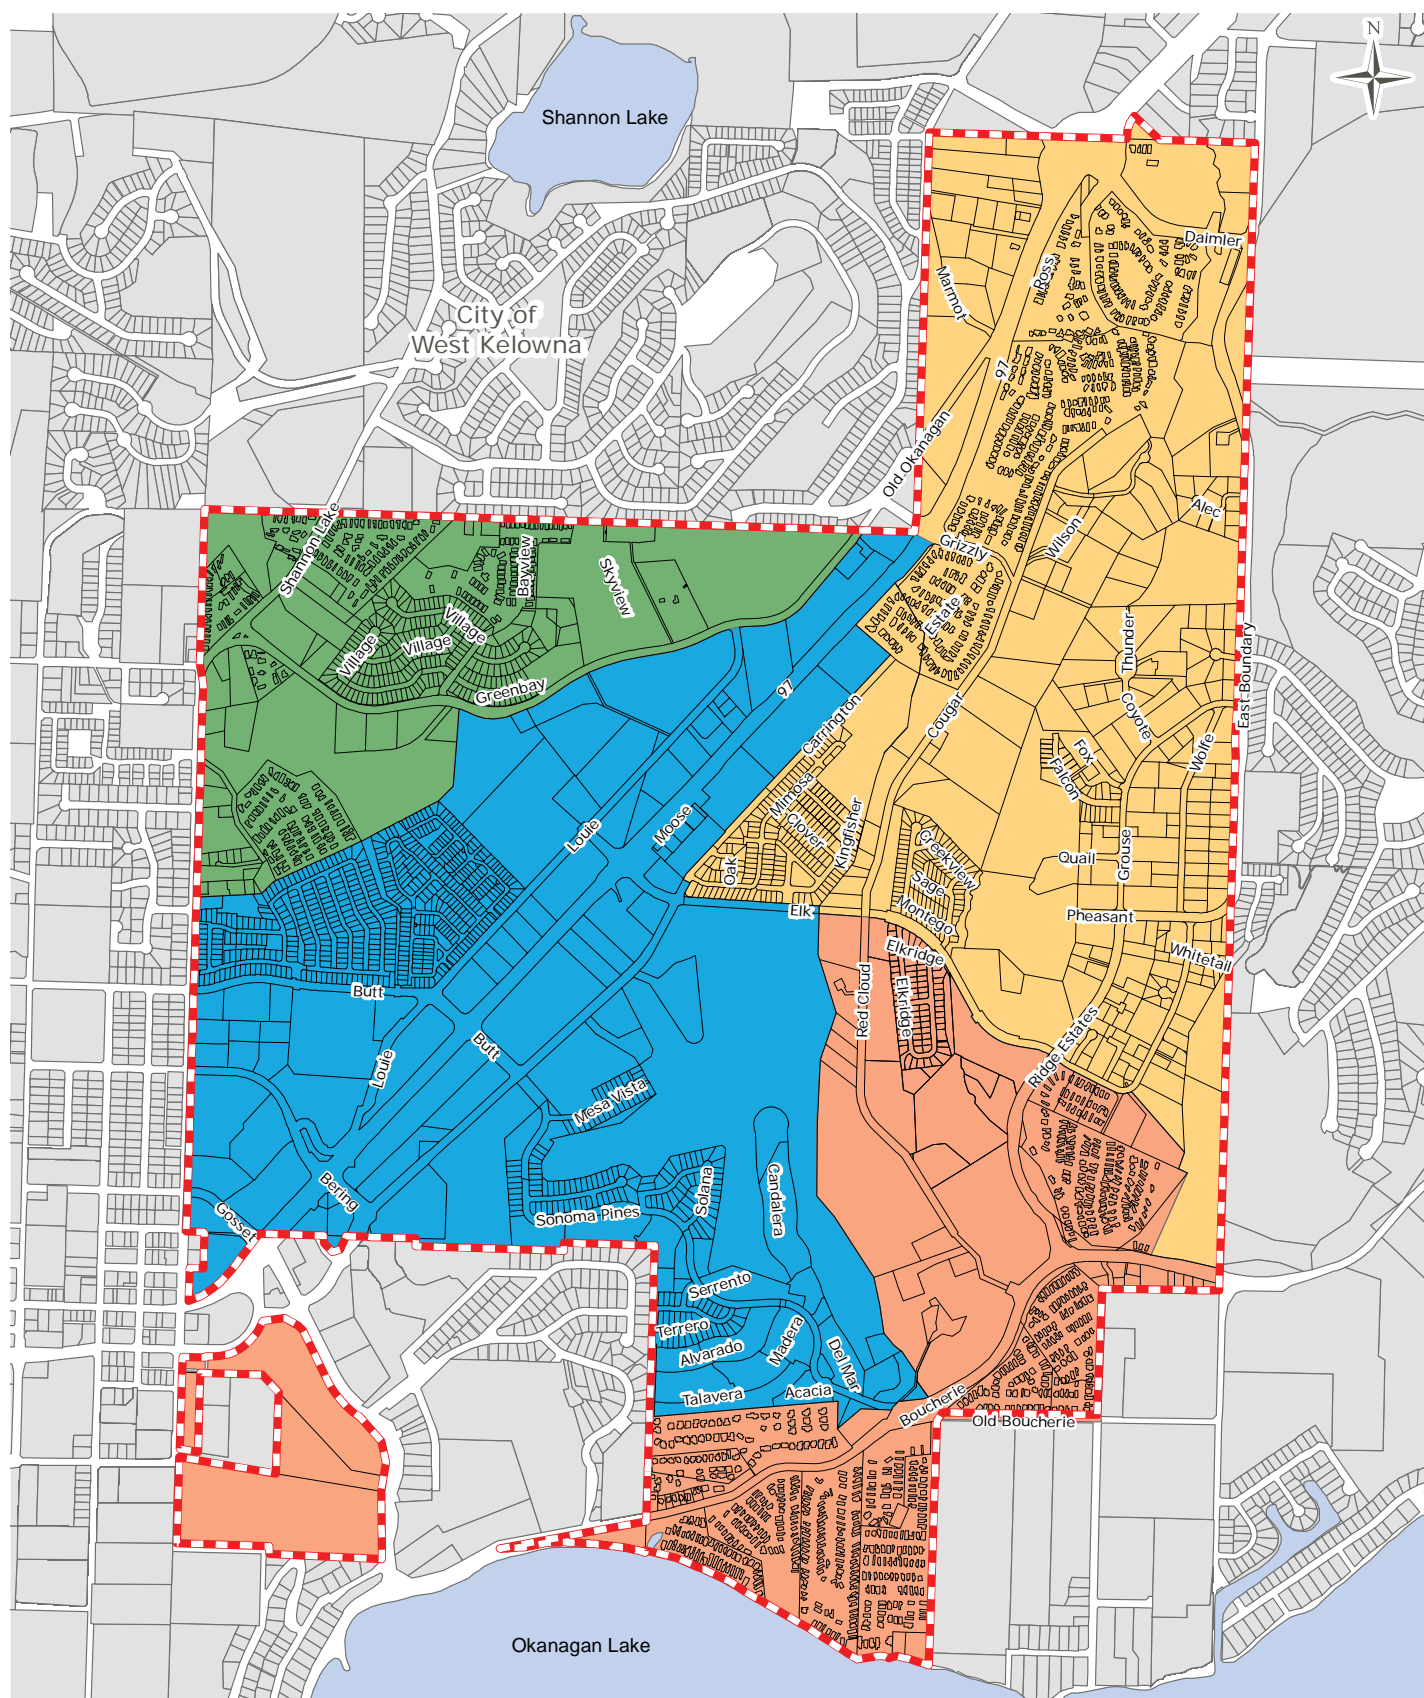 N
Shannon Lake
Daimler
Ross
Marmot
City of
West Kelowna
97
Old Okanagan
Alec
Shannon Lake
Wilson
Grizzly
Bayview
Skyview
Estate
Village
Village
Village
Thunder
East Boundary
Greenbay
97
Coyote
Carrington
Cougar
Fox
Wolfe
Falcon
Mimosa
Clover
Louie
Moose
Kingfisher
Creekview
Grouse
Quail
Oak
Sage
Elk
Montego
Pheasant
Elkridge
Whitetail
Butt
Red Cloud
Elkridge
Butt
Ridge Estates
Louie
Mesa Vista
Bering
Solana
Candalera
Gosset
Sonoma Pines
Serrento
Terrero
Madera
Alvarado
Del Mar
Talavera
Acacia
Boucherie
Old Boucherie
Okanagan Lake